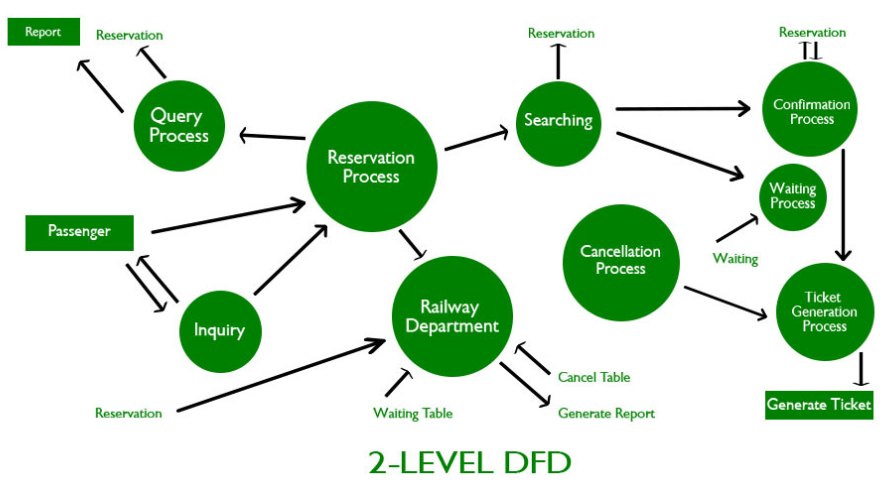 Report
Reservation
Reservation
Reservation
Query
Process
Searching
Confirmation
Process
Reservation
Process
Waiting
Process
Passenger
Cancellation
Process
Waiting
Inquiry
Railway
Department
Ticket
Generation
Process
Cancel Table
Reservation
Waiting Table
Generate Report
Generate Ticket
2-LEVEL DFD